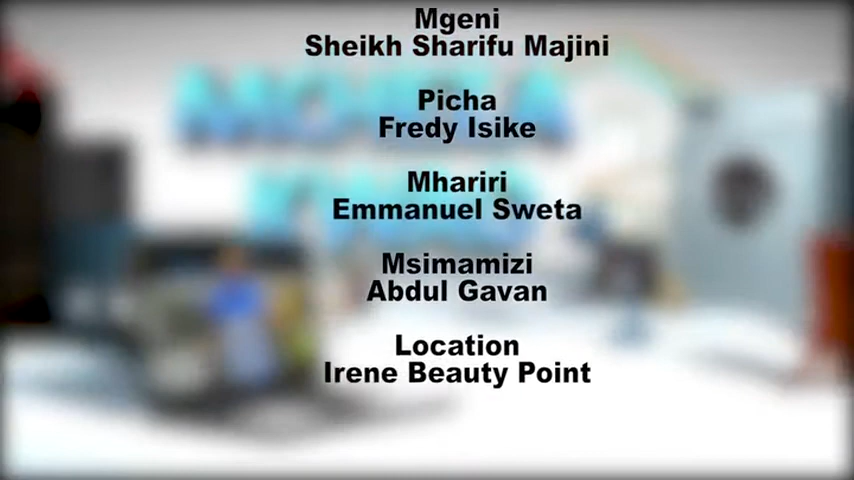 Mgeni
Sheikh Sharifu Majini
Picha
Fredy Isike
Mhariri
Emmanuel Sweta
Msimamizi
Abdul Gavan
Location
Irene Beauty Point